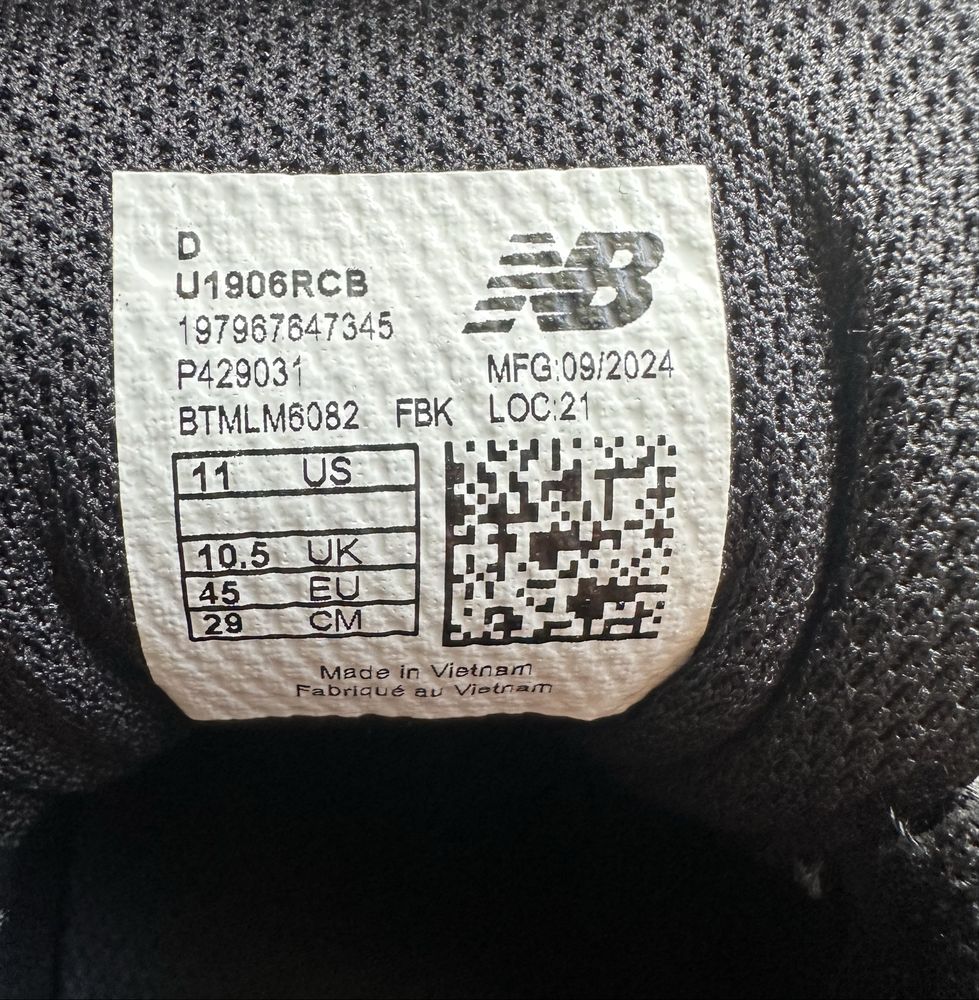 D
NB
U1906RCB
197967647345
P429031 MFG:09/2024
BTMLM6082 FBK LOC:21
11 US
10.5 UK
45 EU
29 CM
Made in Vietnam
Fabriqué au Vietnam